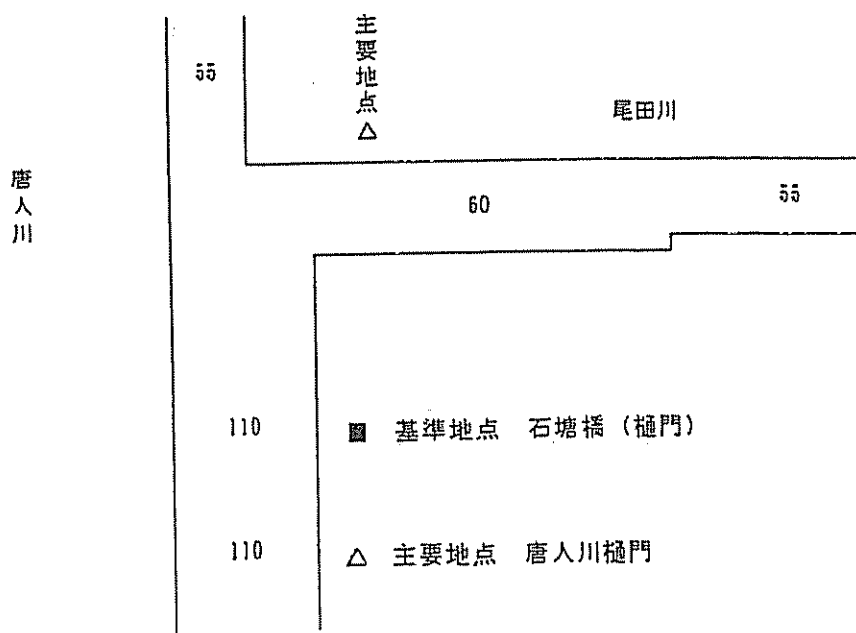 主要地点△
55
尾田川
唐人川
60
55
110
■ 基準地点 石塘橋（樋門）
110
△ 主要地点 唐人川樋門